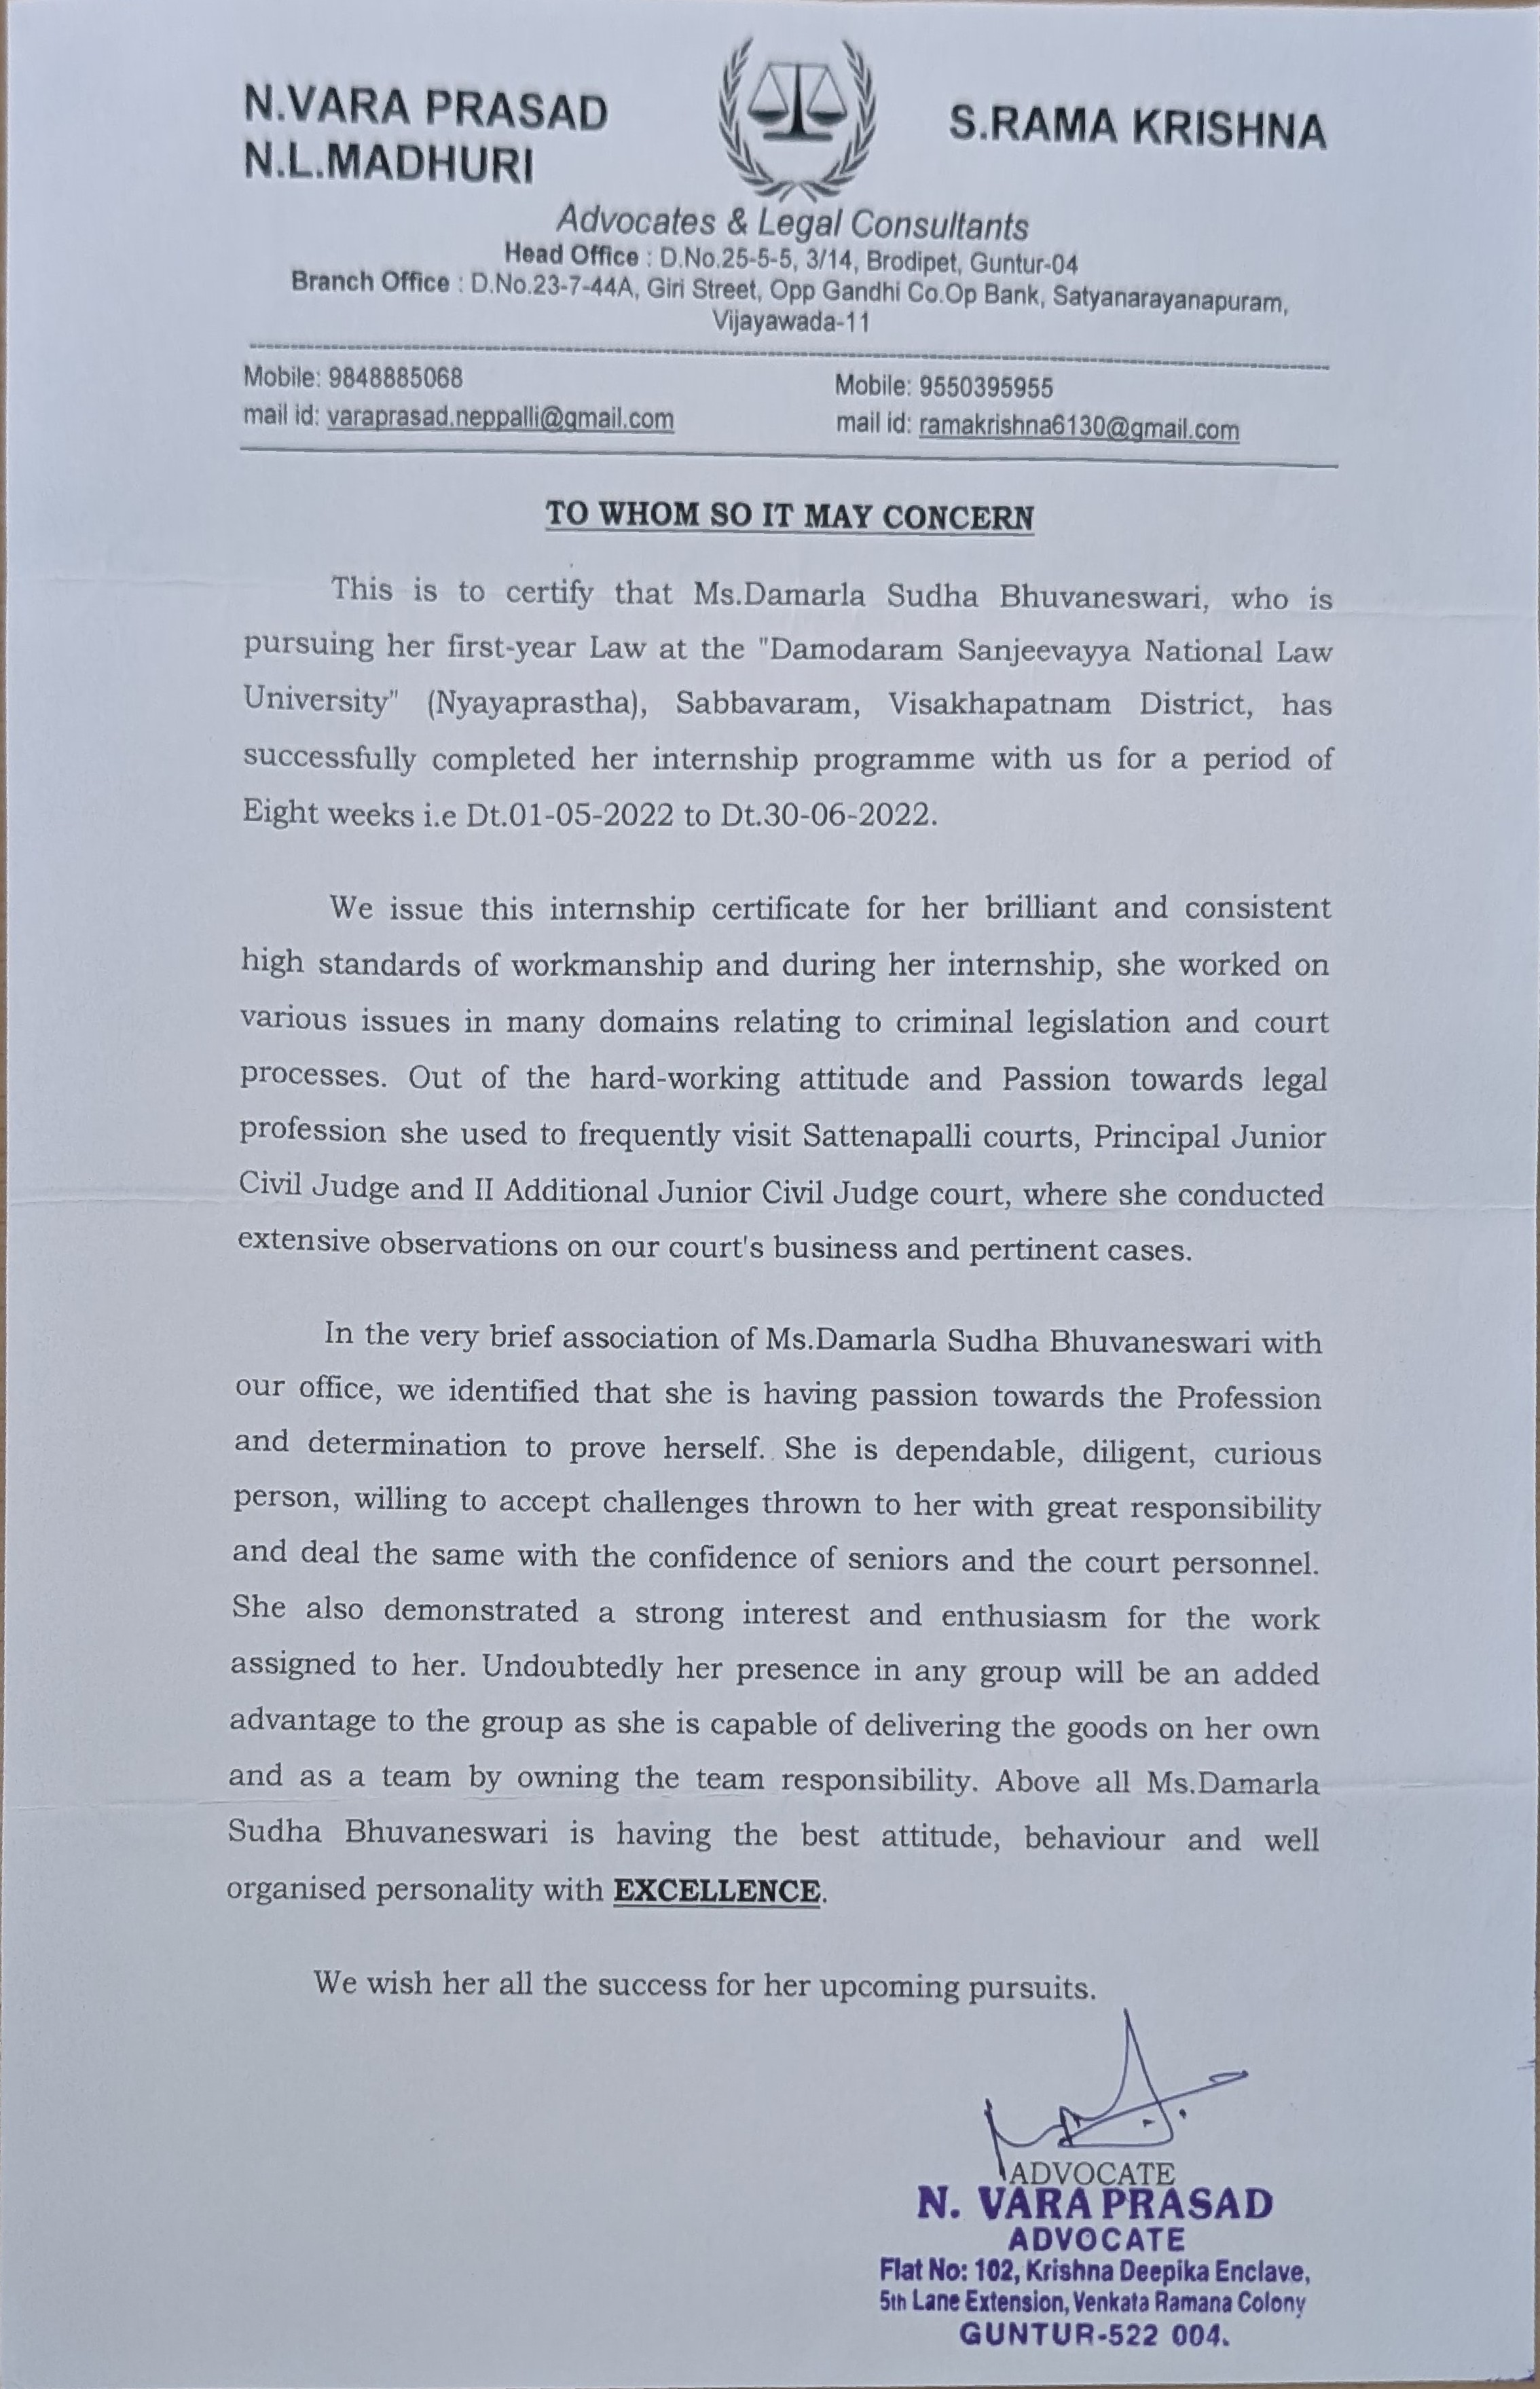 N.VARA PRASAD
N.L.MADHURI
S.RAMA KRISHNA
Advocates & Legal Consultants
Head Office : D.No.25-5-5, 3/14, Brodipet, Guntur-04
Branch Office : D.No.23-7-44A, Giri Street, Opp Gandhi Co.Op Bank, Satyanarayanapuram,
Vijayawada-11
Mobile: 9848885068
mail id: varaprasad.neppalli@gmail.com
Mobile: 9550395955
mail id: ramakrishna6130@gmail.com
TO WHOM SO IT MAY CONCERN
This is to certify that Ms.Damarla Sudha Bhuvaneswari, who is
pursuing her first-year Law at the "Damodaram Sanjeevayya National Law
University" (Nyayaprastha), Sabbavaram, Visakhapatnam District, has
successfully completed her internship programme with us for a period of
Eight weeks i.e Dt.01-05-2022 to Dt.30-06-2022.
We issue this internship certificate for her brilliant and consistent
high standards of workmanship and during her internship, she worked on
various issues in many domains relating to criminal legislation and court
processes. Out of the hard-working attitude and Passion towards legal
profession she used to frequently visit Sattenapalli courts, Principal Junior
Civil Judge and II Additional Junior Civil Judge court, where she conducted
extensive observations on our court's business and pertinent cases.
In the very brief association of Ms.Damarla Sudha Bhuvaneswari with
our office, we identified that she is having passion towards the Profession
and determination to prove herself. She is dependable, diligent, curious
person, willing to accept challenges thrown to her with great responsibility
and deal the same with the confidence of seniors and the court personnel.
She also demonstrated a strong interest and enthusiasm for the work
assigned to her. Undoubtedly her presence in any group will be an added
advantage to the group as she is capable of delivering the goods on her own
and as a team by owning the team responsibility. Above all Ms.Damarla
Sudha Bhuvaneswari is having the best attitude, behaviour and well
organised personality with EXCELLENCE.
We wish her all the success for her upcoming pursuits.
ADVOCATE
N. VARA PRASAD
ADVOCATE
Flat No: 102, Krishna Deepika Enclave,
5th Lane Extension, Venkata Ramana Colony
GUNTUR-522 004.